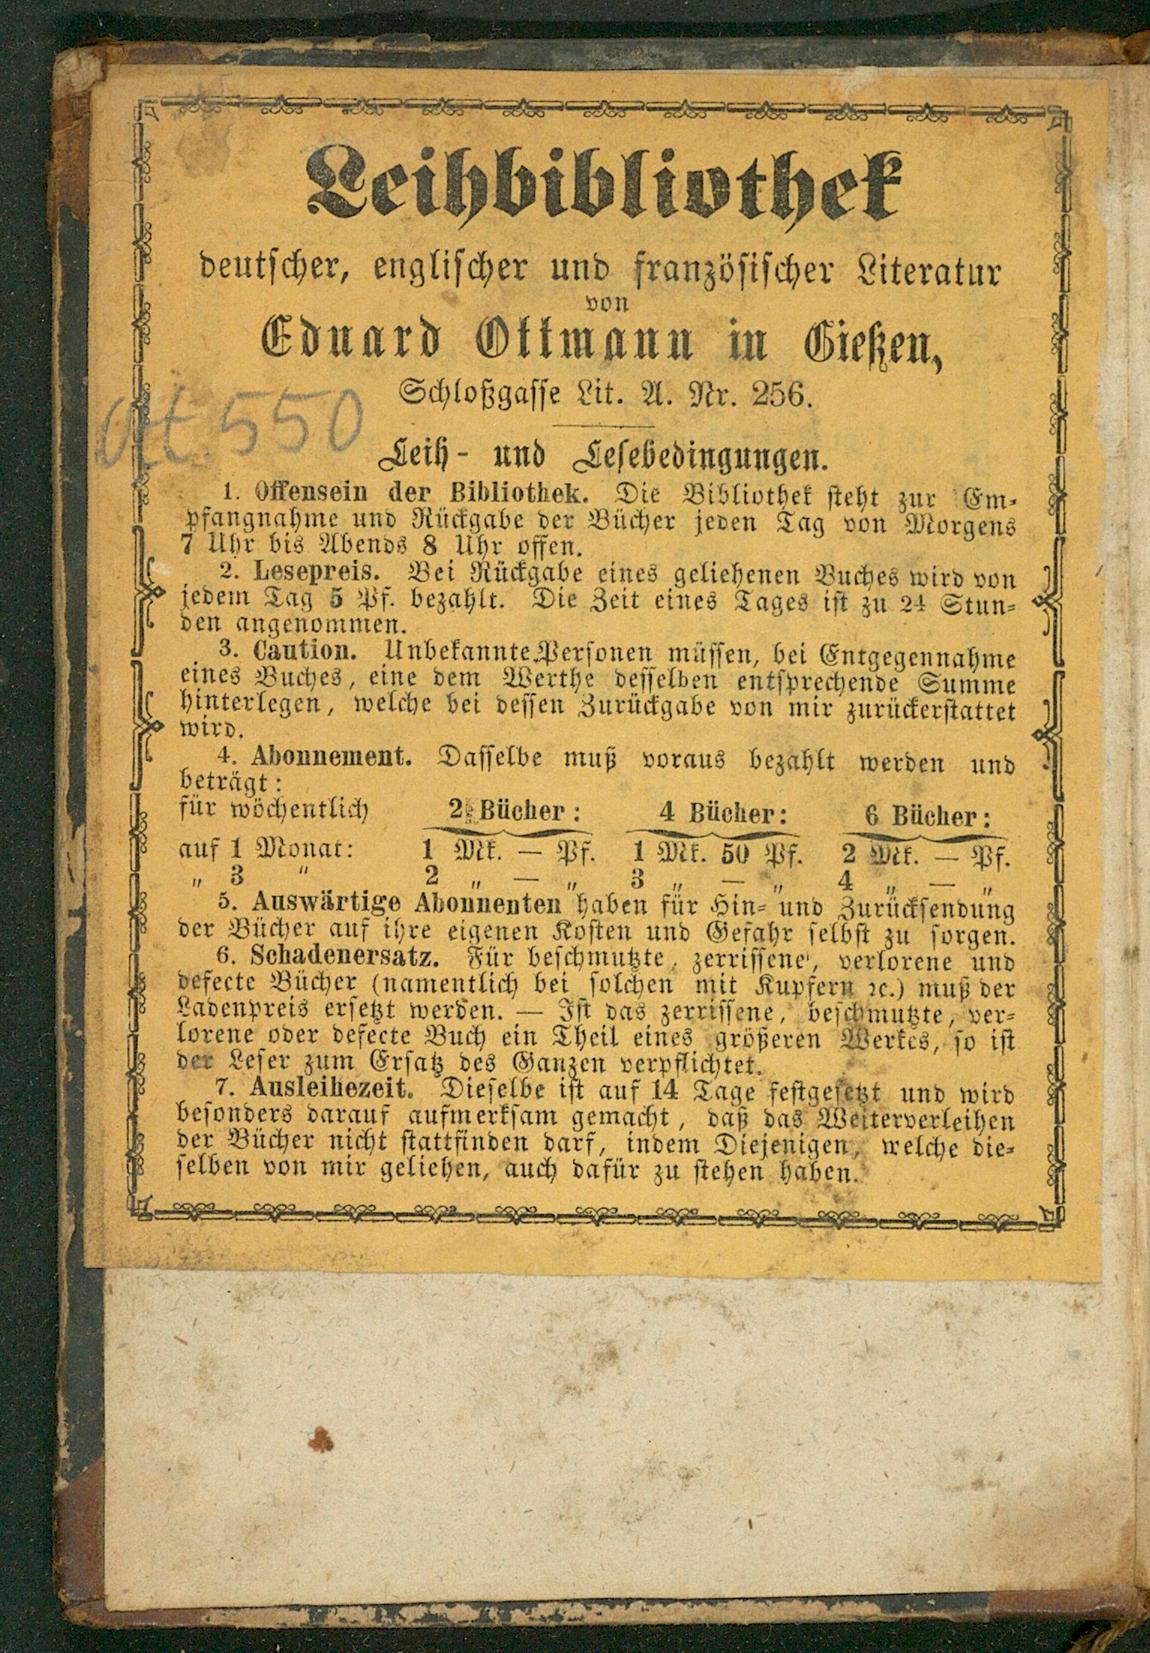 Leihbibliothek
deutscher, englischer und französischer Literatur
von
Eduard Ottmann in Gießen,
Schloßgasse Lit. A. Nr. 256.
550
Leih- und Lesebedingungen.
1. Offensein der Bibliothek. Die Bibliothek steht zur Em-
pfangnahme und Rückgabe der Bücher jeden Tag von Morgens
7 Uhr bis Abends 8 Uhr offen.
2. Lesepreis. Bei Rückgabe eines geliehenen Buches wird von
jedem Tag 5 Pf. bezahlt. Die Zeit eines Tages ist zu 24 Stun-
den angenommen.
3. Caution. Unbekannte Personen müssen, bei Entgegennahme
eines Buches, eine dem Werthe desselben entsprechende Summe
hinterlegen, welche bei dessen Zurückgabe von mir zurückerstattet
wird.
4. Abonnement. Dasselbe muß voraus bezahlt werden und
beträgt:
für wöchentlich 2 Bücher: 4 Bücher: 6 Bücher:
auf 1 Monat: 1 Mk. — Pf. 1 Mk. 50 Pf. 2 Mk. — Pf.
„ 3 " 2 „ — „ 3 „ — „ 4 „ — „
5. Auswärtige Abonnenten haben für Hin- und Zurücksendung
der Bücher auf ihre eigenen Kosten und Gefahr selbst zu sorgen.
6. Schadenersatz. Für beschmutzte, zerrissene, verlorene und
defecte Bücher (namentlich bei solchen mit Kupfern ꝛc.) muß der
Ladenpreis ersetzt werden. — Ist das zerrissene, beschmutzte, ver-
lorene oder defecte Buch ein Theil eines größeren Werkes, so ist
der Leser zum Ersatz des Ganzen verpflichtet.
7. Ausleihezeit. Dieselbe ist auf 14 Tage festgesetzt und wird
besonders darauf aufmerksam gemacht, daß das Weiterverleihen
der Bücher nicht stattfinden darf, indem Diejenigen, welche die-
selben von mir geliehen, auch dafür zu stehen haben.